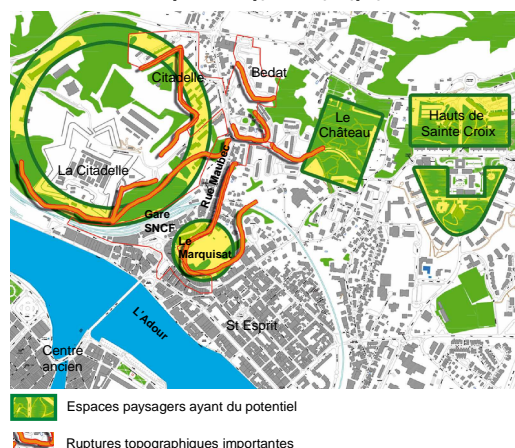 Citadelle
Bedat
Le
Château
Hauts de
Sainte Croix
La Citadelle
Rue Maubec
Gare
SNCF
Le
Marquisat
L'Adour
St Esprit
Centre
ancien
Espaces paysagers ayant du potentiel
Ruptures topographiques importantes